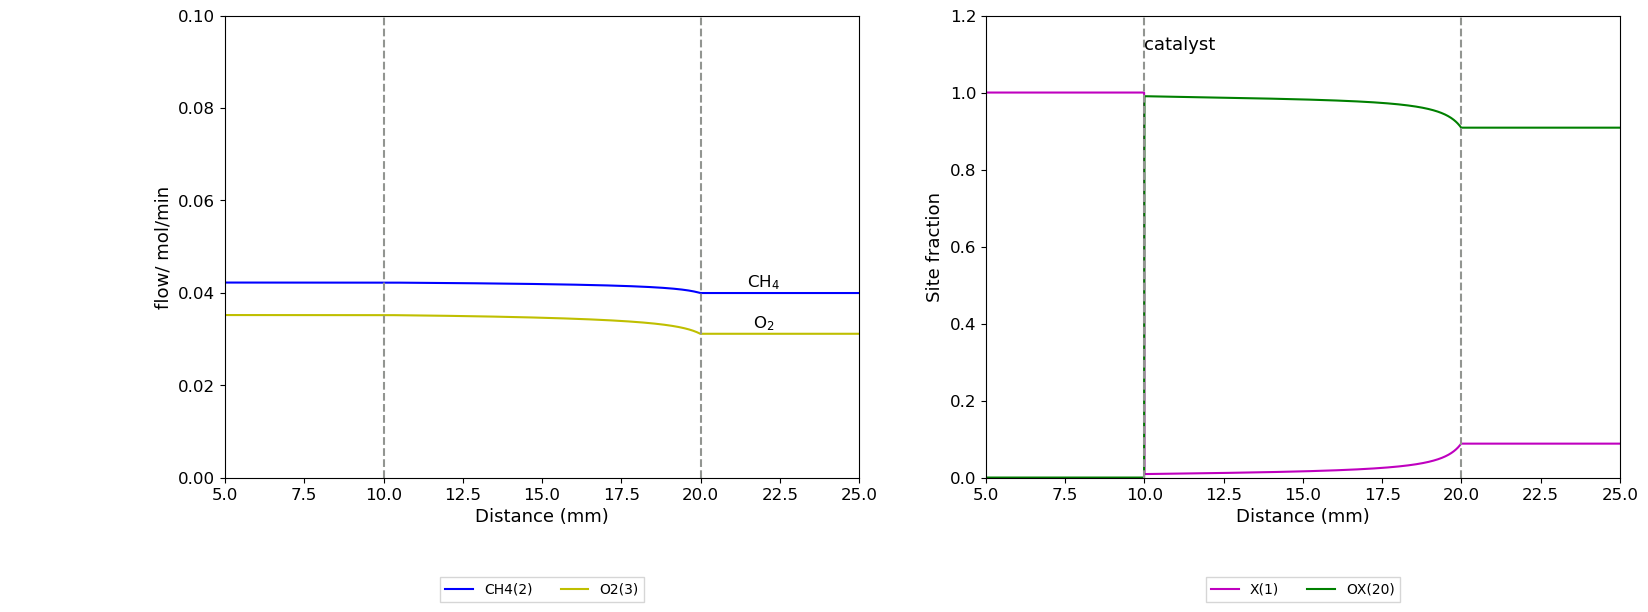 0.10
0.08
0.06
0.04
0.02
0.00
flow/ mol/min
CH₄
O₂
5.0 7.5 10.0 12.5 15.0 17.5 20.0 22.5 25.0
Distance (mm)
CH4(2) O2(3)
1.2
1.0
0.8
0.6
0.4
0.2
0.0
Site fraction
catalyst
5.0 7.5 10.0 12.5 15.0 17.5 20.0 22.5 25.0
Distance (mm)
X(1) OX(20)